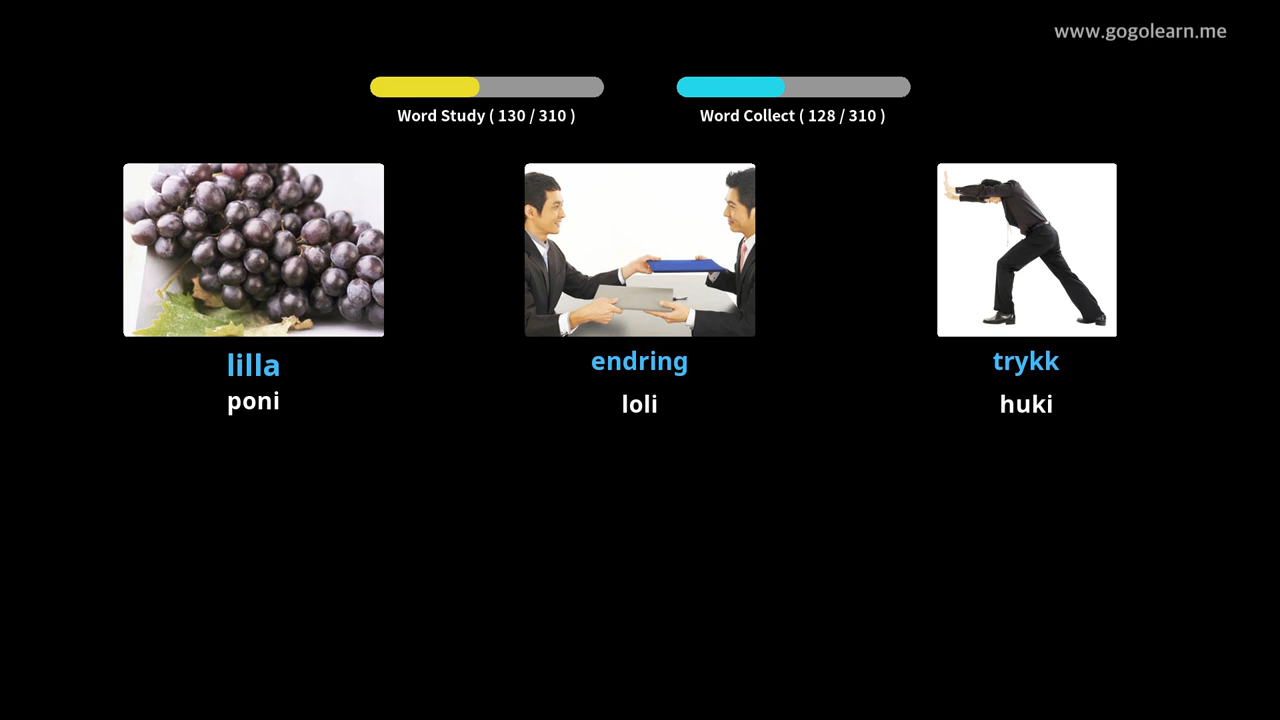 www.gogolearn.me
Word Study ( 130 / 310 )
Word Collect ( 128 / 310 )
lilla
poni
endring
loli
trykk
huki